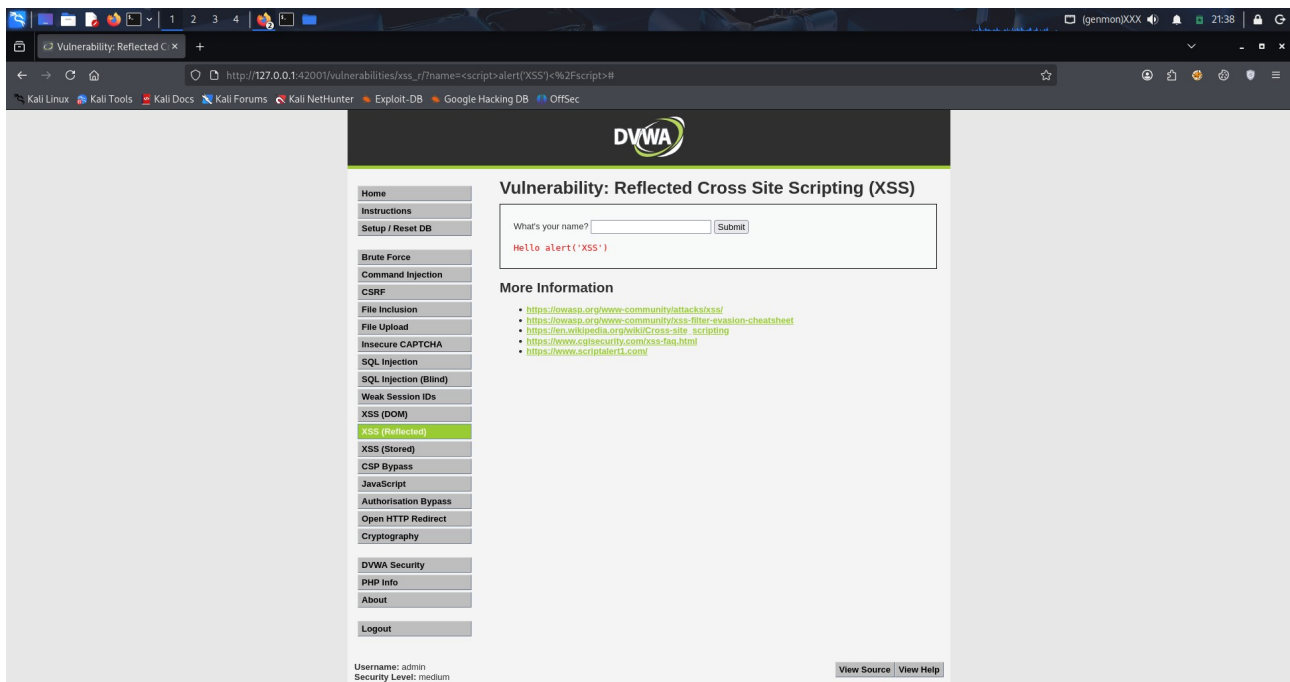 1 2 3 4 (genmon)XXX 21:38
Vulnerability: Reflected C
http://127.0.0.1:42001/vulnerabilities/xss_r/?name=<script>alert('XSS')<%2Fscript>#
Kali Linux Kali Tools Kali Docs Kali Forums Kali NetHunter Exploit-DB Google Hacking DB OffSec
DVWA
Home
Instructions
Setup / Reset DB
Brute Force
Command Injection
CSRF
File Inclusion
File Upload
Insecure CAPTCHA
SQL Injection
SQL Injection (Blind)
Weak Session IDs
XSS (DOM)
XSS (Reflected)
XSS (Stored)
CSP Bypass
JavaScript
Authorisation Bypass
Open HTTP Redirect
Cryptography
DVWA Security
PHP Info
About
Logout
Vulnerability: Reflected Cross Site Scripting (XSS)
What's your name? Submit
Hello alert('XSS')
More Information
https://owasp.org/www-community/attacks/xss/
https://owasp.org/www-community/xss-filter-evasion-cheatsheet
https://en.wikipedia.org/wiki/Cross-site_scripting
https://www.cgisecurity.com/xss-faq.html
https://www.scriptalert1.com/
Username: admin
Security Level: medium
View Source View Help